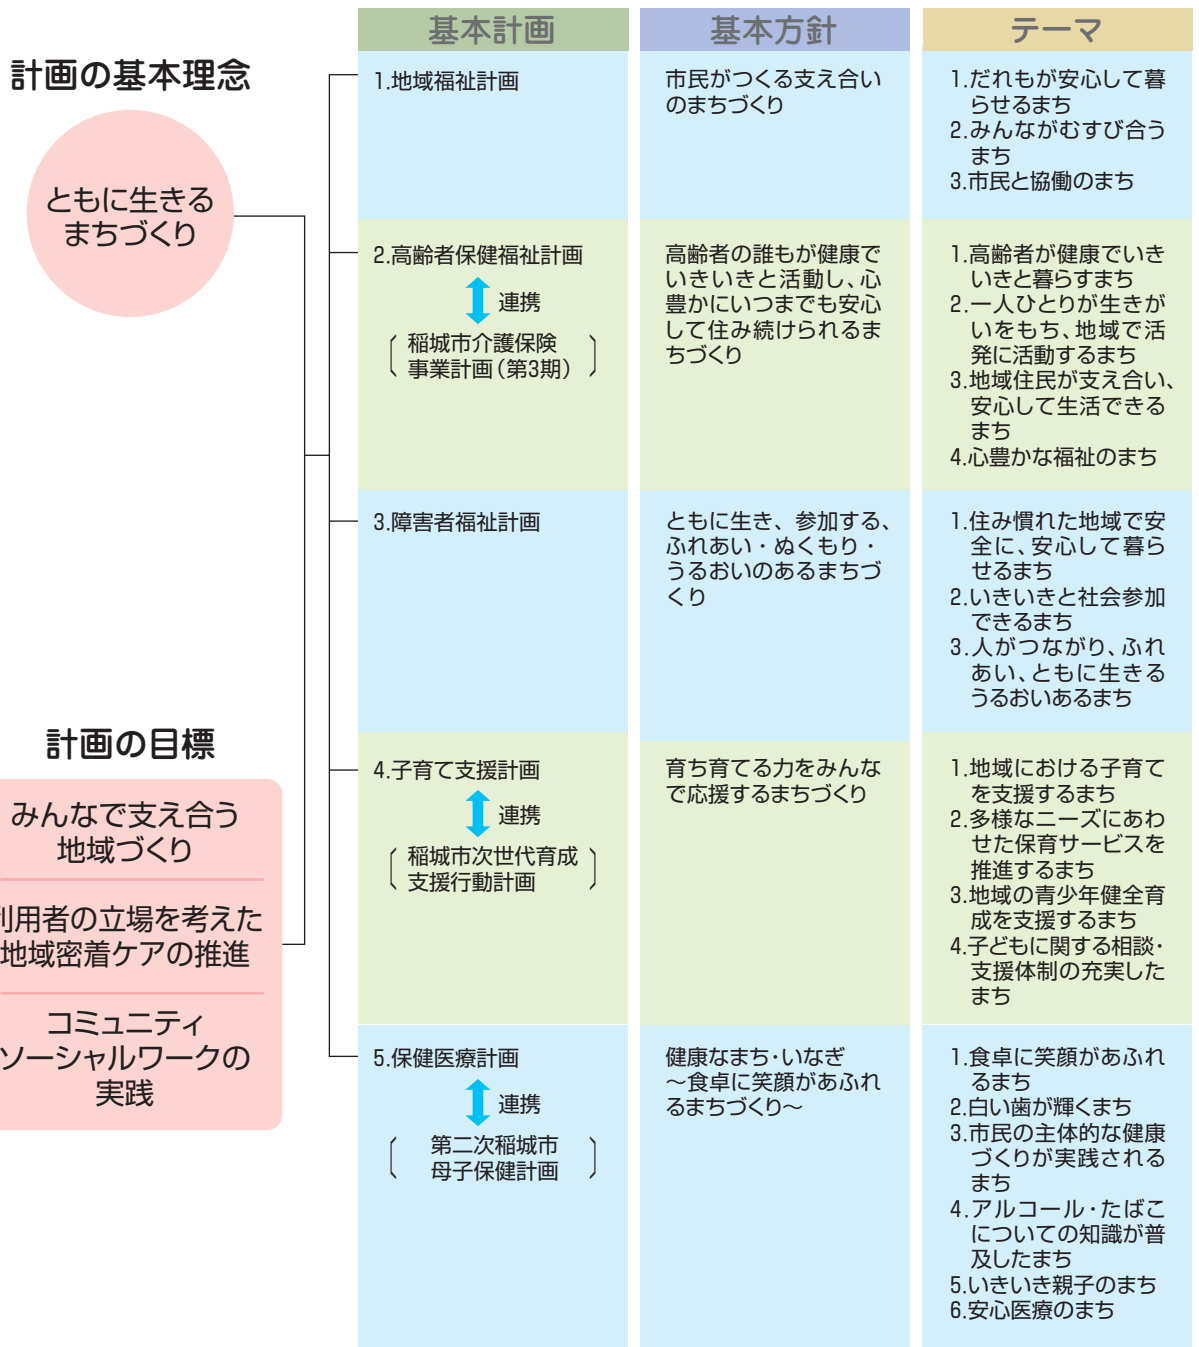 計画の基本理念
ともに生きる
まちづくり
計画の目標
みんなで支え合う
地域づくり
利用者の立場を考えた
地域密着ケアの推進
コミュニティ
ソーシャルワークの
実践
基本計画
基本方針
テーマ
1.地域福祉計画
市民がつくる支え合い
のまちづくり
1.だれもが安心して暮
らせるまち
2.みんながむすび合う
まち
3.市民と協働のまち
2.高齢者保健福祉計画
連携
稲城市介護保険
事業計画(第3期)
高齢者の誰もが健康で
いきいきと活動し、心
豊かにいつまでも安心
して住み続けられるま
ちづくり
1.高齢者が健康でいき
いきと暮らすまち
2.一人ひとりが生きが
いをもち、地域で活
発に活動するまち
3.地域住民が支え合い、
安心して生活できる
まち
4.心豊かな福祉のまち
3.障害者福祉計画
ともに生き、参加する、
ふれあい・ぬくもり・
うるおいのあるまちづ
くり
1.住み慣れた地域で安
全に、安心して暮ら
せるまち
2.いきいきと社会参加
できるまち
3.人がつながり、ふれ
あい、ともに生きる
うるおいあるまち
4.子育て支援計画
連携
稲城市次世代育成
支援行動計画
育ち育てる力をみんな
で応援するまちづくり
1.地域における子育て
を支援するまち
2.多様なニーズにあわ
せた保育サービスを
推進するまち
3.地域の青少年健全育
成を支援するまち
4.子どもに関する相談・
支援体制の充実した
まち
5.保健医療計画
連携
第二次稲城市
母子保健計画
健康なまち・いなぎ
～食卓に笑顔があふれ
るまちづくり～
1.食卓に笑顔があふれ
るまち
2.白い歯が輝くまち
3.市民の主体的な健康
づくりが実践される
まち
4.アルコール・たばこ
についての知識が普
及したまち
5.いきいき親子のまち
6.安心医療のまち